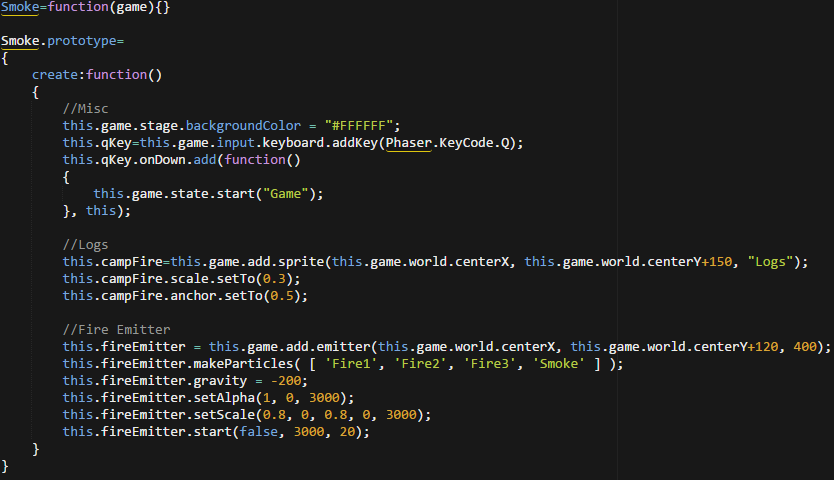 Smoke=function(game){}
Smoke.prototype=
{
create:function()
{
//Misc
this.game.stage.backgroundColor = "#FFFFFF";
this.qKey=this.game.input.keyboard.addKey(Phaser.KeyCode.Q);
this.qKey.onDown.add(function()
{
this.game.state.start("Game");
}, this);
//Logs
this.campFire=this.game.add.sprite(this.game.world.centerX, this.game.world.centerY+150, "Logs");
this.campFire.scale.setTo(0.3);
this.campFire.anchor.setTo(0.5);
//Fire Emitter
this.fireEmitter = this.game.add.emitter(this.game.world.centerX, this.game.world.centerY+120, 400);
this.fireEmitter.makeParticles( [ 'Fire1', 'Fire2', 'Fire3', 'Smoke' ] );
this.fireEmitter.gravity = -200;
this.fireEmitter.setAlpha(1, 0, 3000);
this.fireEmitter.setScale(0.8, 0, 0.8, 0, 3000);
this.fireEmitter.start(false, 3000, 20);
}
}